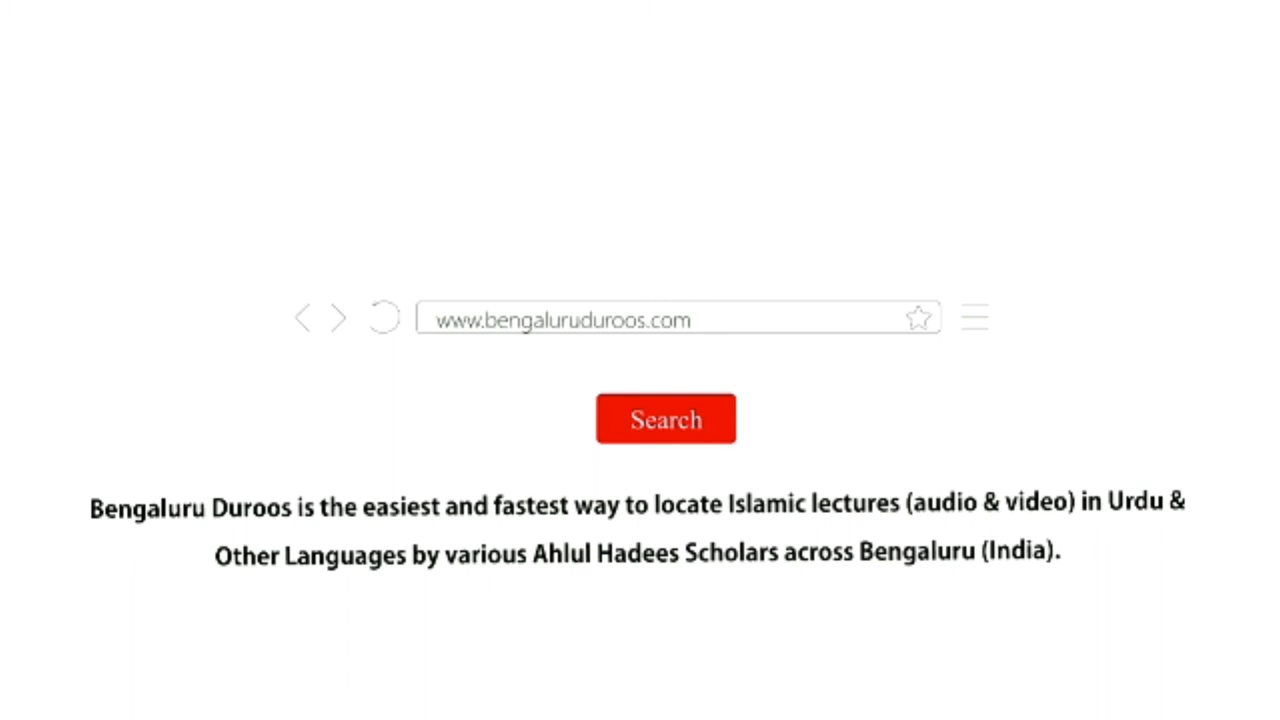 www.bengaluruduroos.com
Search
Bengaluru Duroos is the easiest and fastest way to locate Islamic lectures (audio & video) in Urdu &
Other Languages by various Ahlul Hadees Scholars across Bengaluru (India).